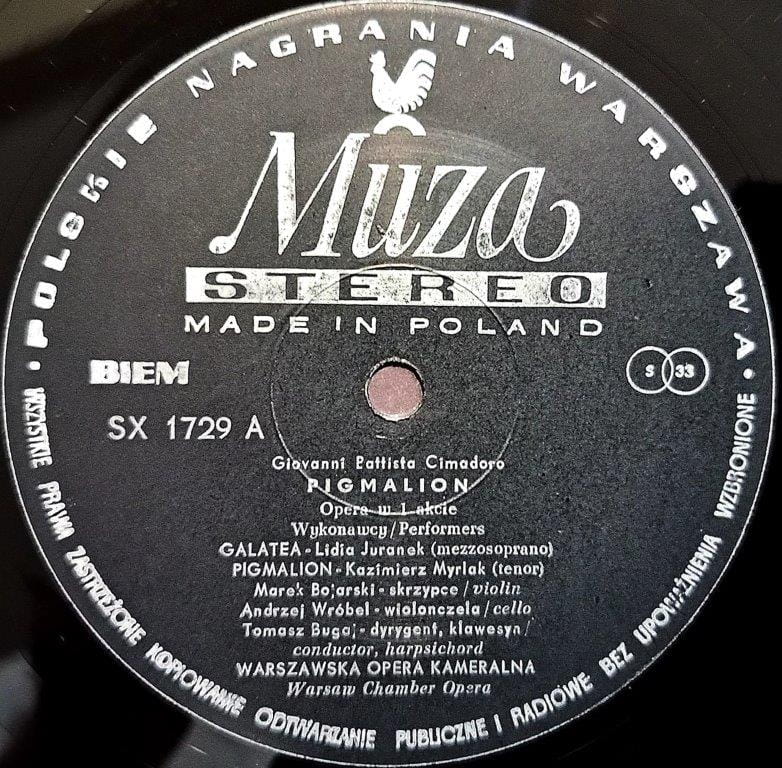 POLSKIE NAGRANIA WARSZAWA
Muza
STEREO
MADE IN POLAND
BIEM
S 33
SX 1729 A
Giovanni Battista Cimadoro
PIGMALION
Opera w 1 akcie
Wykonawcy/Performers
GALATEA - Lidia Juranek (mezzosoprano)
PIGMALION - Kazimierz Myrlak (tenor)
Marek Bojarski - skrzypce / violin
Andrzej Wróbel - wiolonczela / cello
Tomasz Bugaj - dyrygent, klawesyn /
conductor, harpsichord
WARSZAWSKA OPERA KAMERALNA
Warsaw Chamber Opera
WSZYSTKIE PRAWA ZASTRZEŻONE KOPIOWANIE ODTWARZANIE PUBLICZNE I RADIOWE BEZ UPOWAŻNIENIA WZBRONIONE